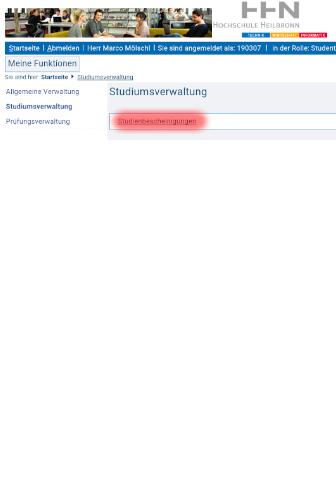 HHN
HOCHSCHULE HEILBRONN
TECHNIK WIRTSCHAFT INFORMATIK
Startseite | Abmelden | Herr Marco Mölschl | Sie sind angemeldet als: 190307 | in der Rolle: Student
Meine Funktionen
Sie sind hier: Startseite Studiumsverwaltung
Allgemeine Verwaltung
Studiumsverwaltung
Prüfungsverwaltung
Studiumsverwaltung
Studienbescheinigungen